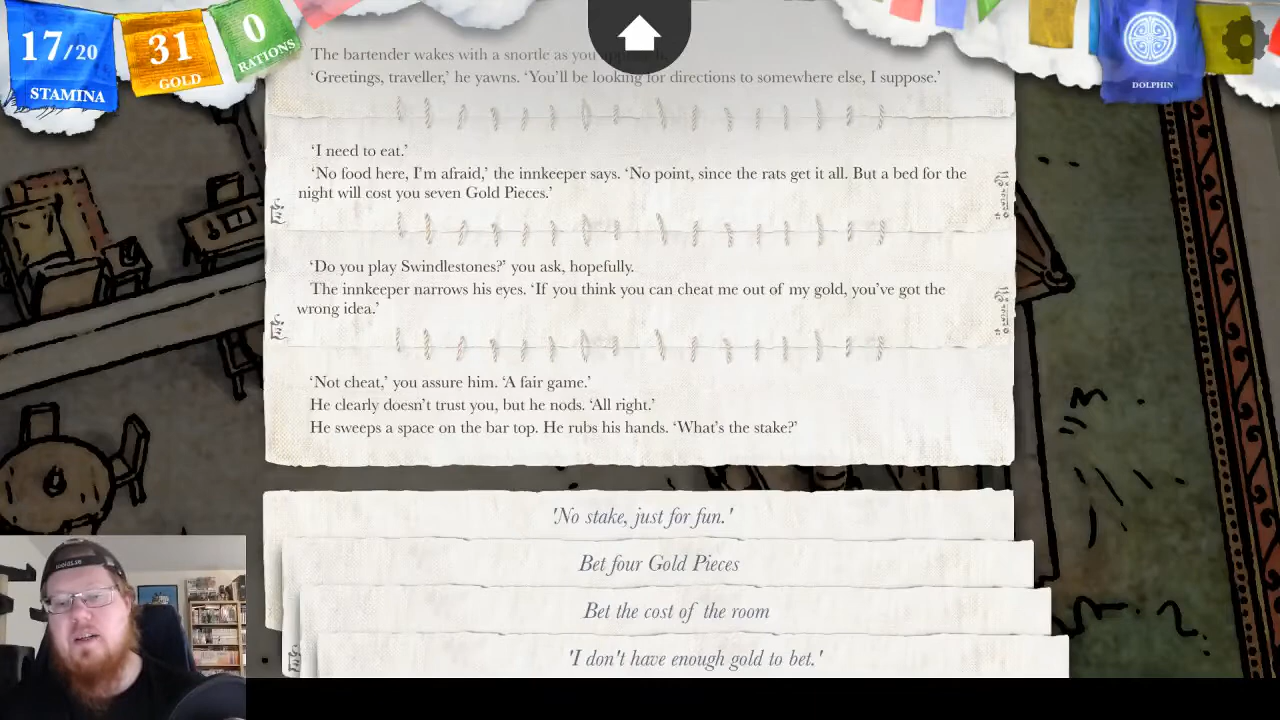 17/20
STAMINA
31
GOLD
0
RATIONS
DOLPHIN
The bartender wakes with a snortle as you
‘Greetings, traveller,’ he yawns. ‘You’ll be looking for directions to somewhere else, I suppose.’
‘I need to eat.’
‘No food here, I’m afraid,’ the innkeeper says. ‘No point, since the rats get it all. But a bed for the
night will cost you seven Gold Pieces.’
‘Do you play Swindlestones?’ you ask, hopefully.
The innkeeper narrows his eyes. ‘If you think you can cheat me out of my gold, you’ve got the
wrong idea.’
‘Not cheat,’ you assure him. ‘A fair game.’
He clearly doesn’t trust you, but he nods. ‘All right.’
He sweeps a space on the bar top. He rubs his hands. ‘What’s the stake?’
'No stake, just for fun.'
Bet four Gold Pieces
Bet the cost of the room
'I don't have enough gold to bet.'